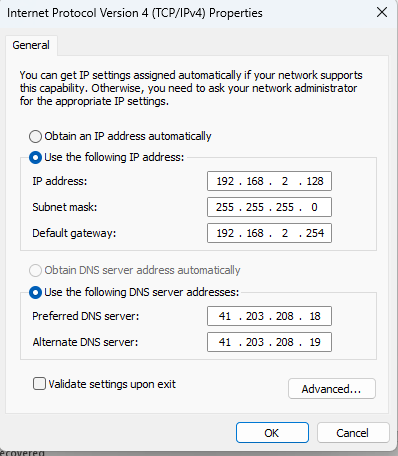 Internet Protocol Version 4 (TCP/IPv4) Properties
General
You can get IP settings assigned automatically if your network supports
this capability. Otherwise, you need to ask your network administrator
for the appropriate IP settings.
Obtain an IP address automatically
Use the following IP address:
IP address: 192 . 168 . 2 . 128
Subnet mask: 255 . 255 . 255 . 0
Default gateway: 192 . 168 . 2 . 254
Obtain DNS server address automatically
Use the following DNS server addresses:
Preferred DNS server: 41 . 203 . 208 . 18
Alternate DNS server: 41 . 203 . 208 . 19
Validate settings upon exit
Advanced...
OK Cancel